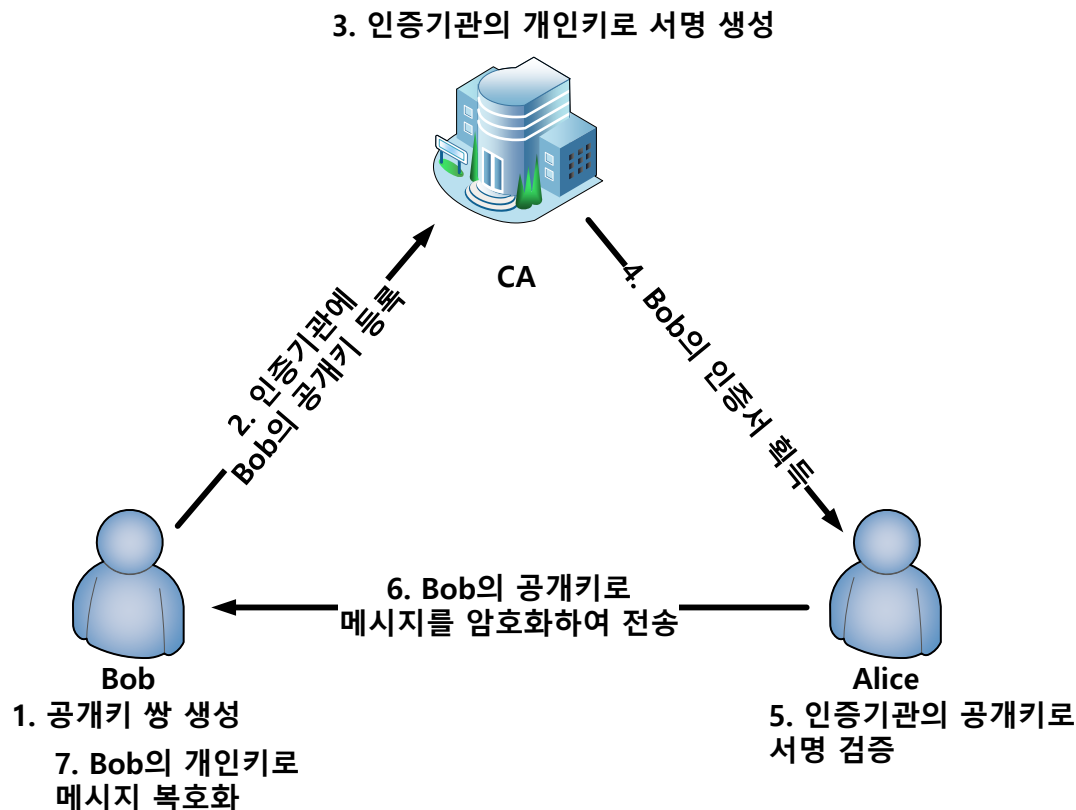 3. 인증기관의 개인키로 서명 생성
CA
2. 인증기관에
Bob의 공개키 등록
4. Bob의 인증서 획득
6. Bob의 공개키로
메시지를 암호화하여 전송
Bob
1. 공개키 쌍 생성
7. Bob의 개인키로
메시지 복호화
Alice
5. 인증기관의 공개키로
서명 검증